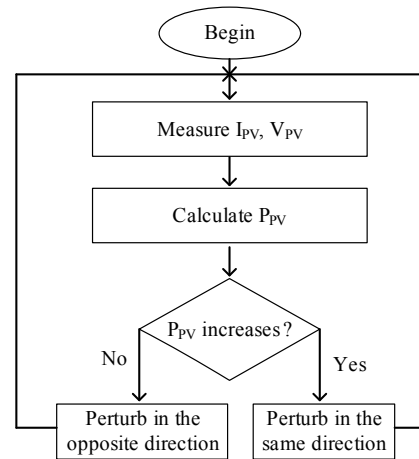 Begin
Measure IPV, VPV
Calculate PPV
PPV increases?
No
Yes
Perturb in the
opposite direction
Perturb in the
same direction